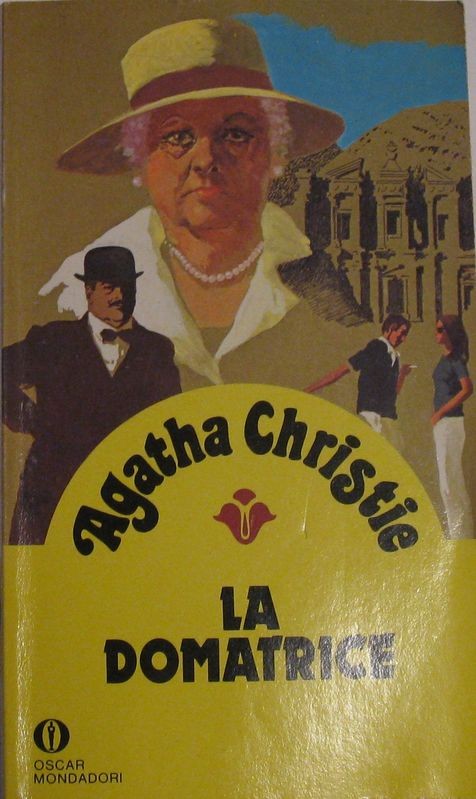 Agatha Christie
LA
DOMATRICE
OSCAR
MONDADORI